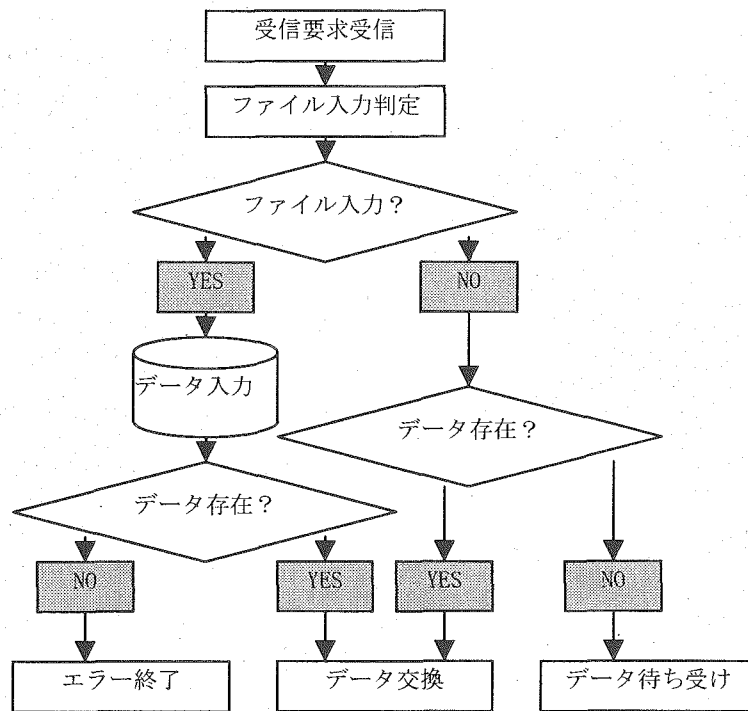 受信要求受信
ファイル入力判定
ファイル入力？
YES
NO
データ入力
データ存在？
データ存在？
NO
YES
YES
NO
エラー終了
データ交換
データ待ち受け